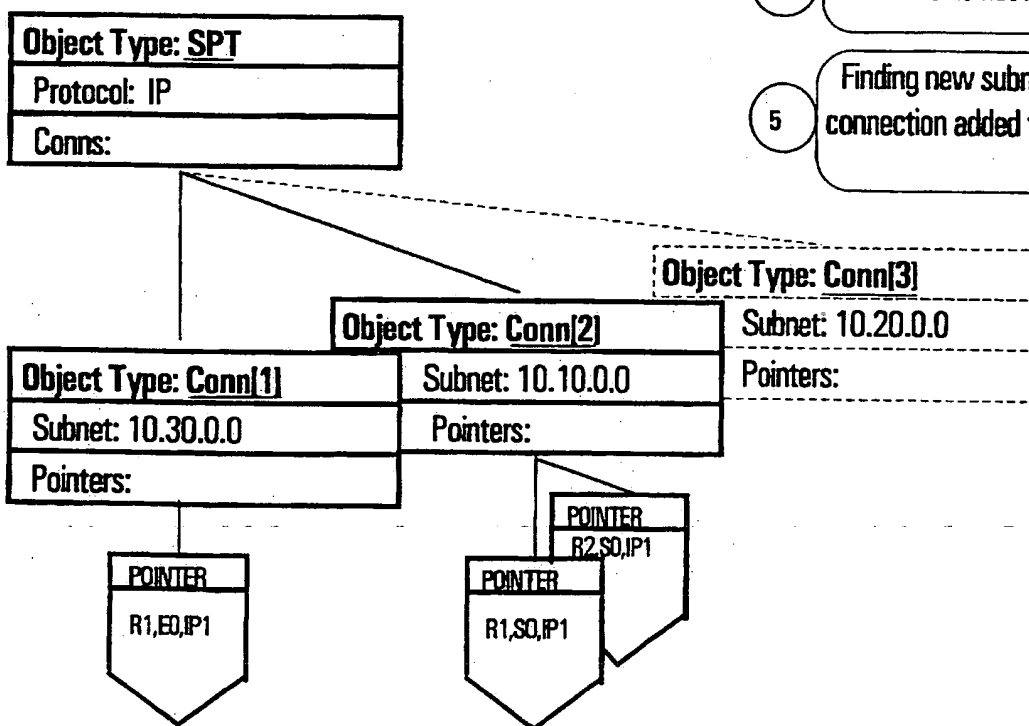 Object Type: SPT
Protocol: IP
Conns:
5
Finding new
connection added
Object Type: Conn[3]
Subnet: 10.20.0.0
Pointers:
Object Type: Conn[2]
Subnet: 10.10.0.0
Pointers:
Object Type: Conn[1]
Subnet: 10.30.0.0
Pointers:
POINTER
R2,S0,IP1
POINTER
R1,E0,IP1
POINTER
R1,S0,IP1